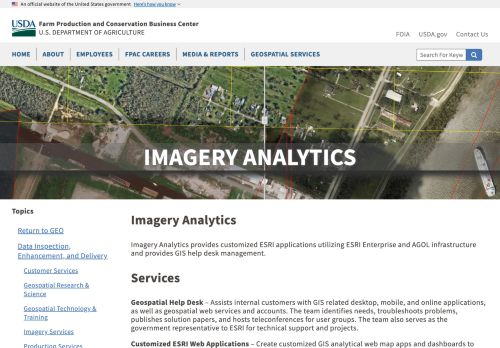 An official website of the United States government Here's how you know
USDA Farm Production and Conservation Business Center
U.S. DEPARTMENT OF AGRICULTURE
FOIA USDA.gov Contact Us
HOME ABOUT EMPLOYEES FPAC CAREERS MEDIA & REPORTS GEOSPATIAL SERVICES
Search For Keyw
IMAGERY ANALYTICS
Topics
Return to GEO
Data Inspection,
Enhancement, and Delivery
Customer Services
Geospatial Research &
Science
Geospatial Technology &
Training
Imagery Services
Production Services
Imagery Analytics
Imagery Analytics provides customized ESRI applications utilizing ESRI Enterprise and AGOL infrastructure
and provides GIS help desk management.
Services
Geospatial Help Desk – Assists internal customers with GIS related desktop, mobile, and online applications,
as well as geospatial web services and accounts. The team identifies needs, troubleshoots problems,
publishes solution papers, and hosts teleconferences for user groups. The team also serves as the
government representative to ESRI for technical support and projects.
Customized ESRI Web Applications – Create customized GIS analytical web map apps and dashboards to